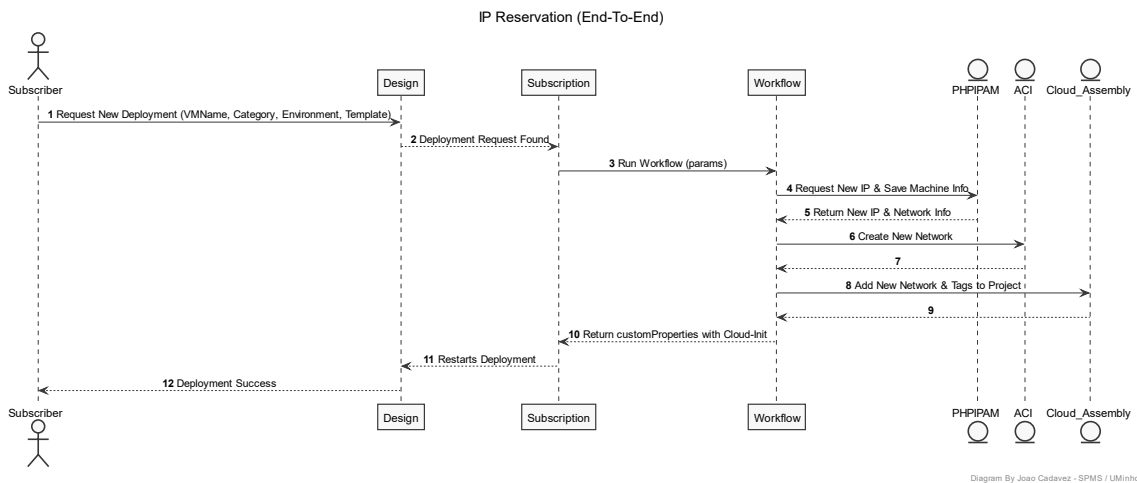 IP Reservation (End-To-End)
Subscriber
Design
Subscription
Workflow
PHPIPAM
ACI
Cloud_Assembly
1 Request New Deployment (VMName, Category, Environment, Template)
2 Deployment Request Found
3 Run Workflow (params)
4 Request New IP & Save Machine Info
5 Return New IP & Network Info
6 Create New Network
7
8 Add New Network & Tags to Project
9
10 Return customProperties with Cloud-Init
11 Restarts Deployment
12 Deployment Success
Subscriber
Design
Subscription
Workflow
PHPIPAM
ACI
Cloud_Assembly
Diagram By Joao Cadavez - SPMS / UMinho